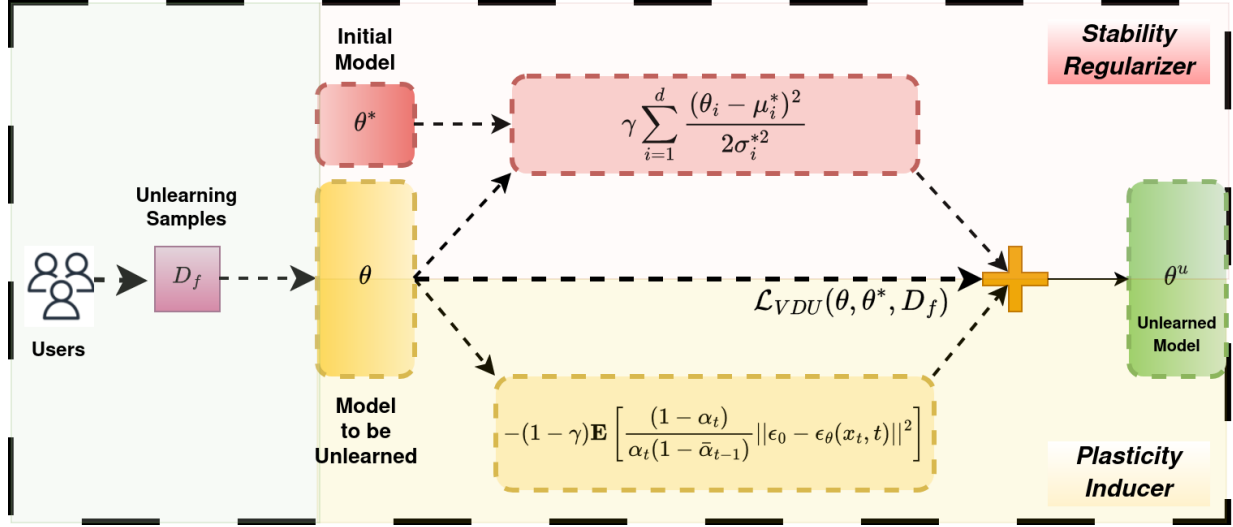 Initial
Model
θ*
Stability
Regularizer
γ ∑_{i=1}^{d} (θ_i − μ_i^*)^2 / 2σ_i^{*2}
Unlearning
Samples
D_f
Users
θ
Model
to be
Unlearned
𝓛_{VDU}(θ, θ*, D_f)
θ^u
Unlearned
Model
−(1 − γ)𝐄 [ (1 − α_t) / α_t(1 − ᾱ_{t−1}) ||ϵ_0 − ϵ_θ(x_t, t)||^2 ]
Plasticity
Inducer